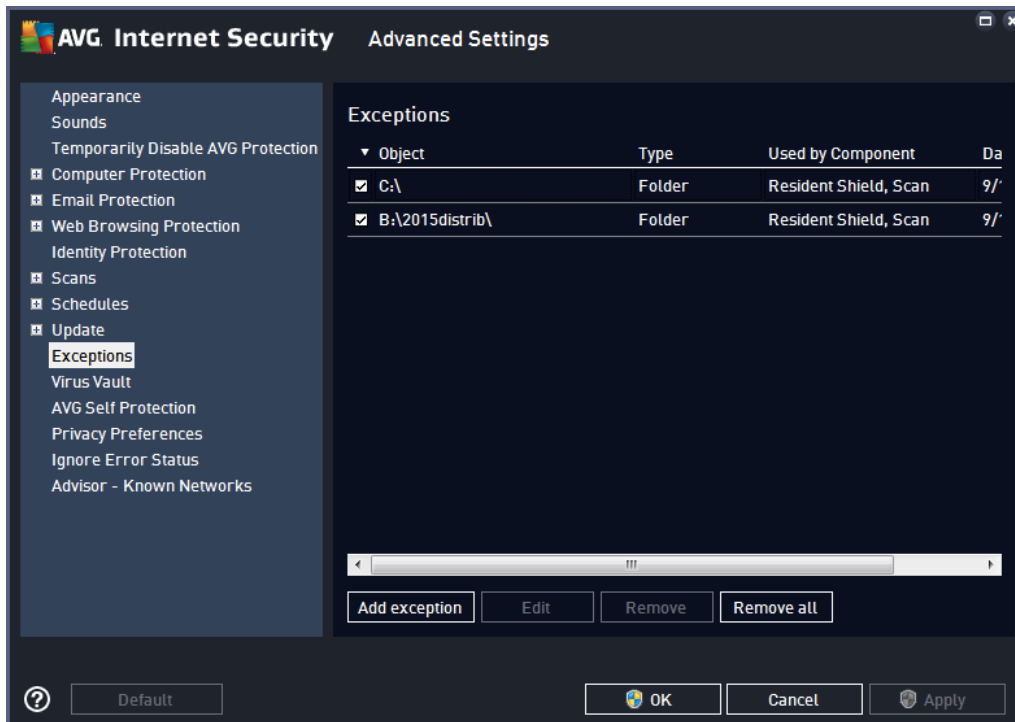 AVG. Internet Security Advanced Settings
Appearance
Sounds
Temporarily Disable AVG Protection
Computer Protection
Email Protection
Web Browsing Protection
Identity Protection
Scans
Schedules
Update
Exceptions
Virus Vault
AVG Self Protection
Privacy Preferences
Ignore Error Status
Advisor - Known Networks
Exceptions
Object Type Used by Component Da
C:\ Folder Resident Shield, Scan 9/
B:\2015distrib\ Folder Resident Shield, Scan 9/
Add exception Edit Remove Remove all
? Default OK Cancel Apply